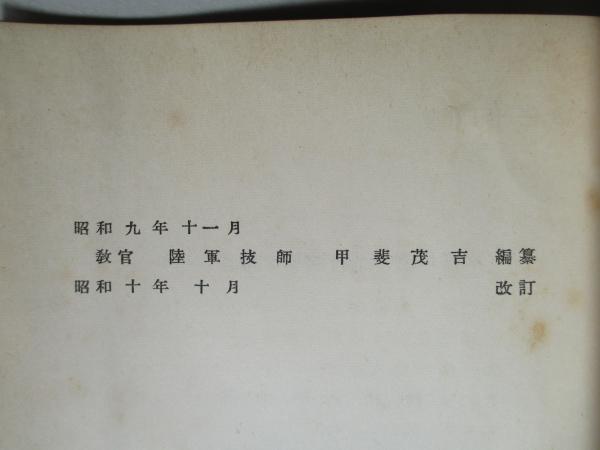 昭和九年十一月
教官 陸軍技師 甲斐茂吉 編纂
昭和十年 十月 改訂